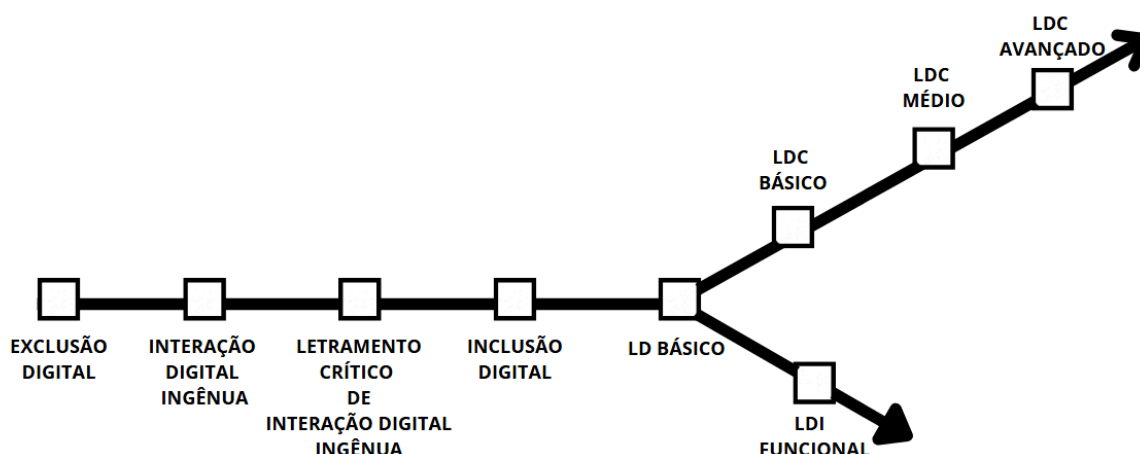 EXCLUSÃO
DIGITAL
INTERAÇÃO
DIGITAL
INGÊNUA
LETRAMENTO
CRÍTICO
DE
INTERAÇÃO DIGITAL
INGÊNUA
INCLUSÃO
DIGITAL
LD BÁSICO
LDC
BÁSICO
LDC
MÉDIO
LDC
AVANÇADO
LDI
FUNCIONAL